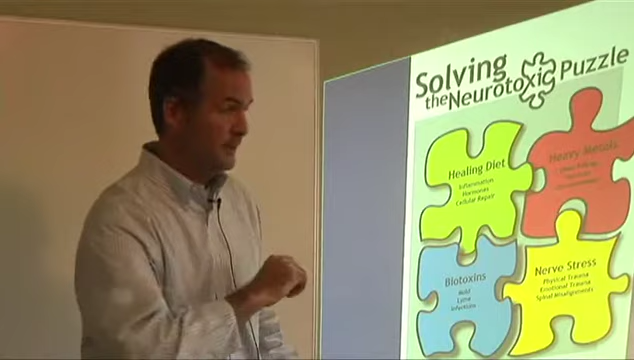 Solving
the Neurotoxic Puzzle
Healing Diet
Inflammation
Hormones
Cellular Repair
Heavy Metals
Biotoxins
Mold
Lyme
Infections
Nerve Stress
Physical Trauma
Emotional Trauma
Spinal Misalignments